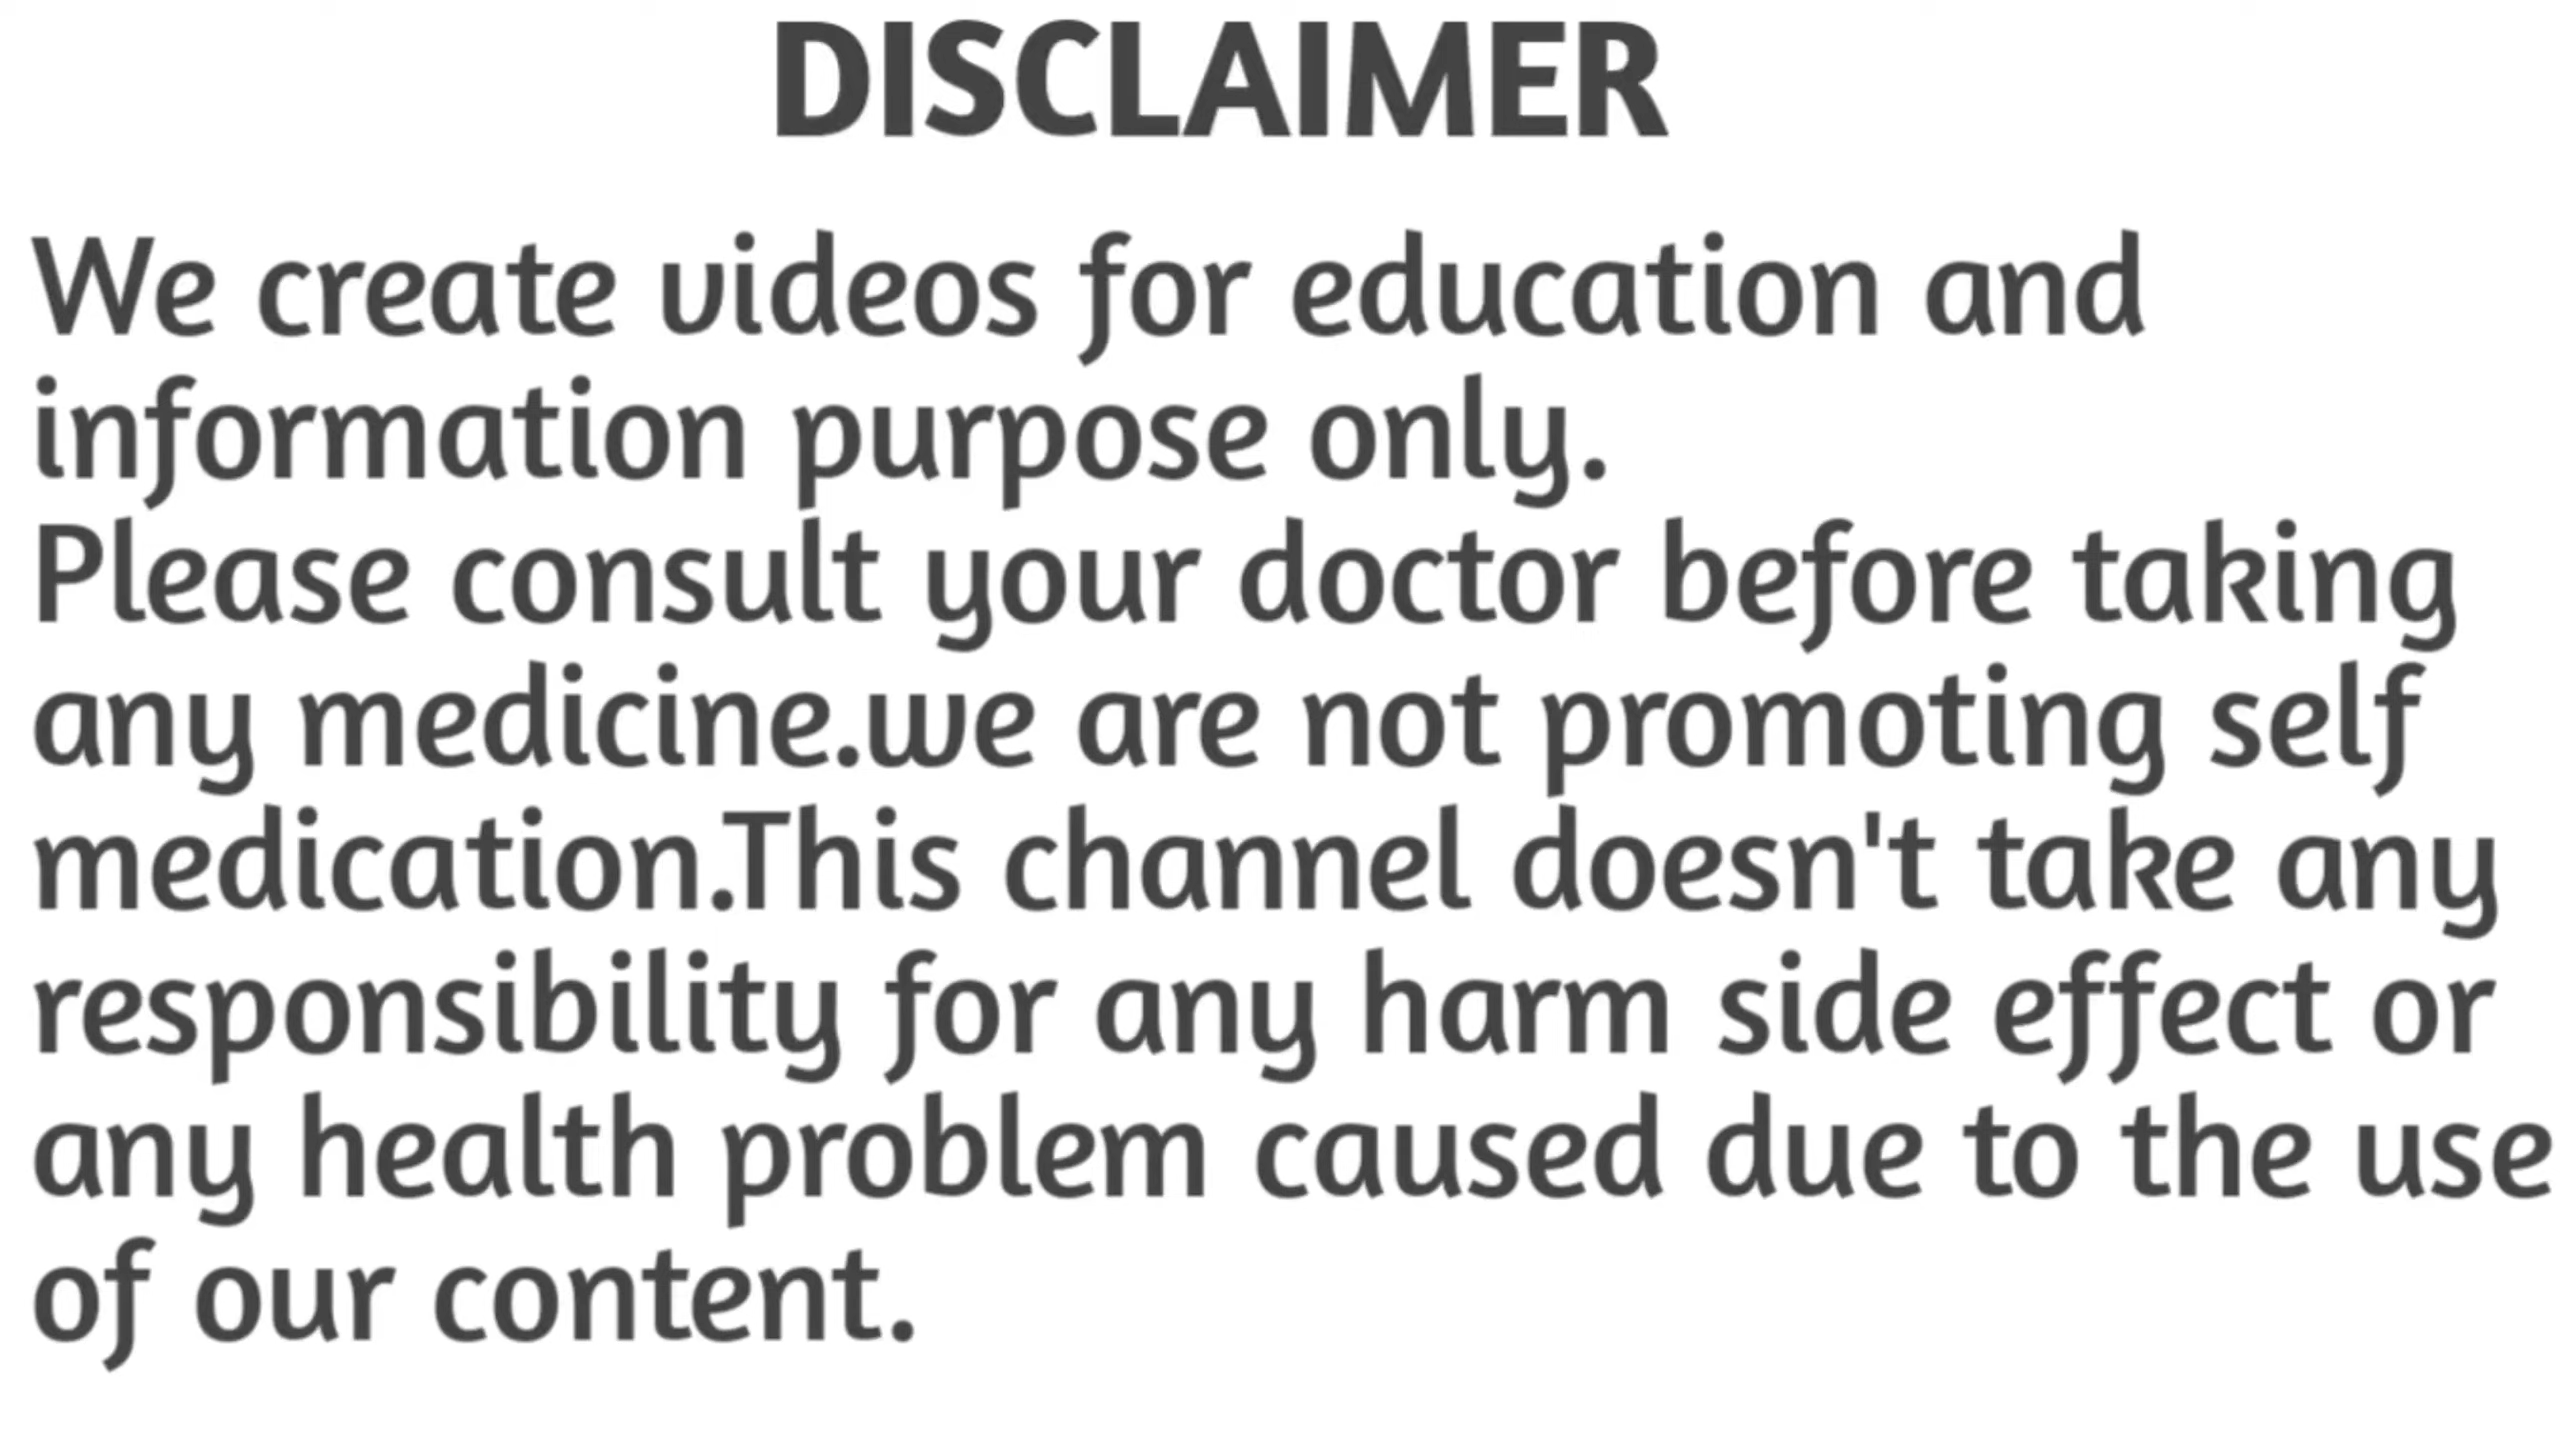 DISCLAIMER
We create videos for education and
information purpose only.
Please consult your doctor before taking
any medicine.we are not promoting self
medication.This channel doesn't take any
responsibility for any harm side effect or
any health problem caused due to the use
of our content.